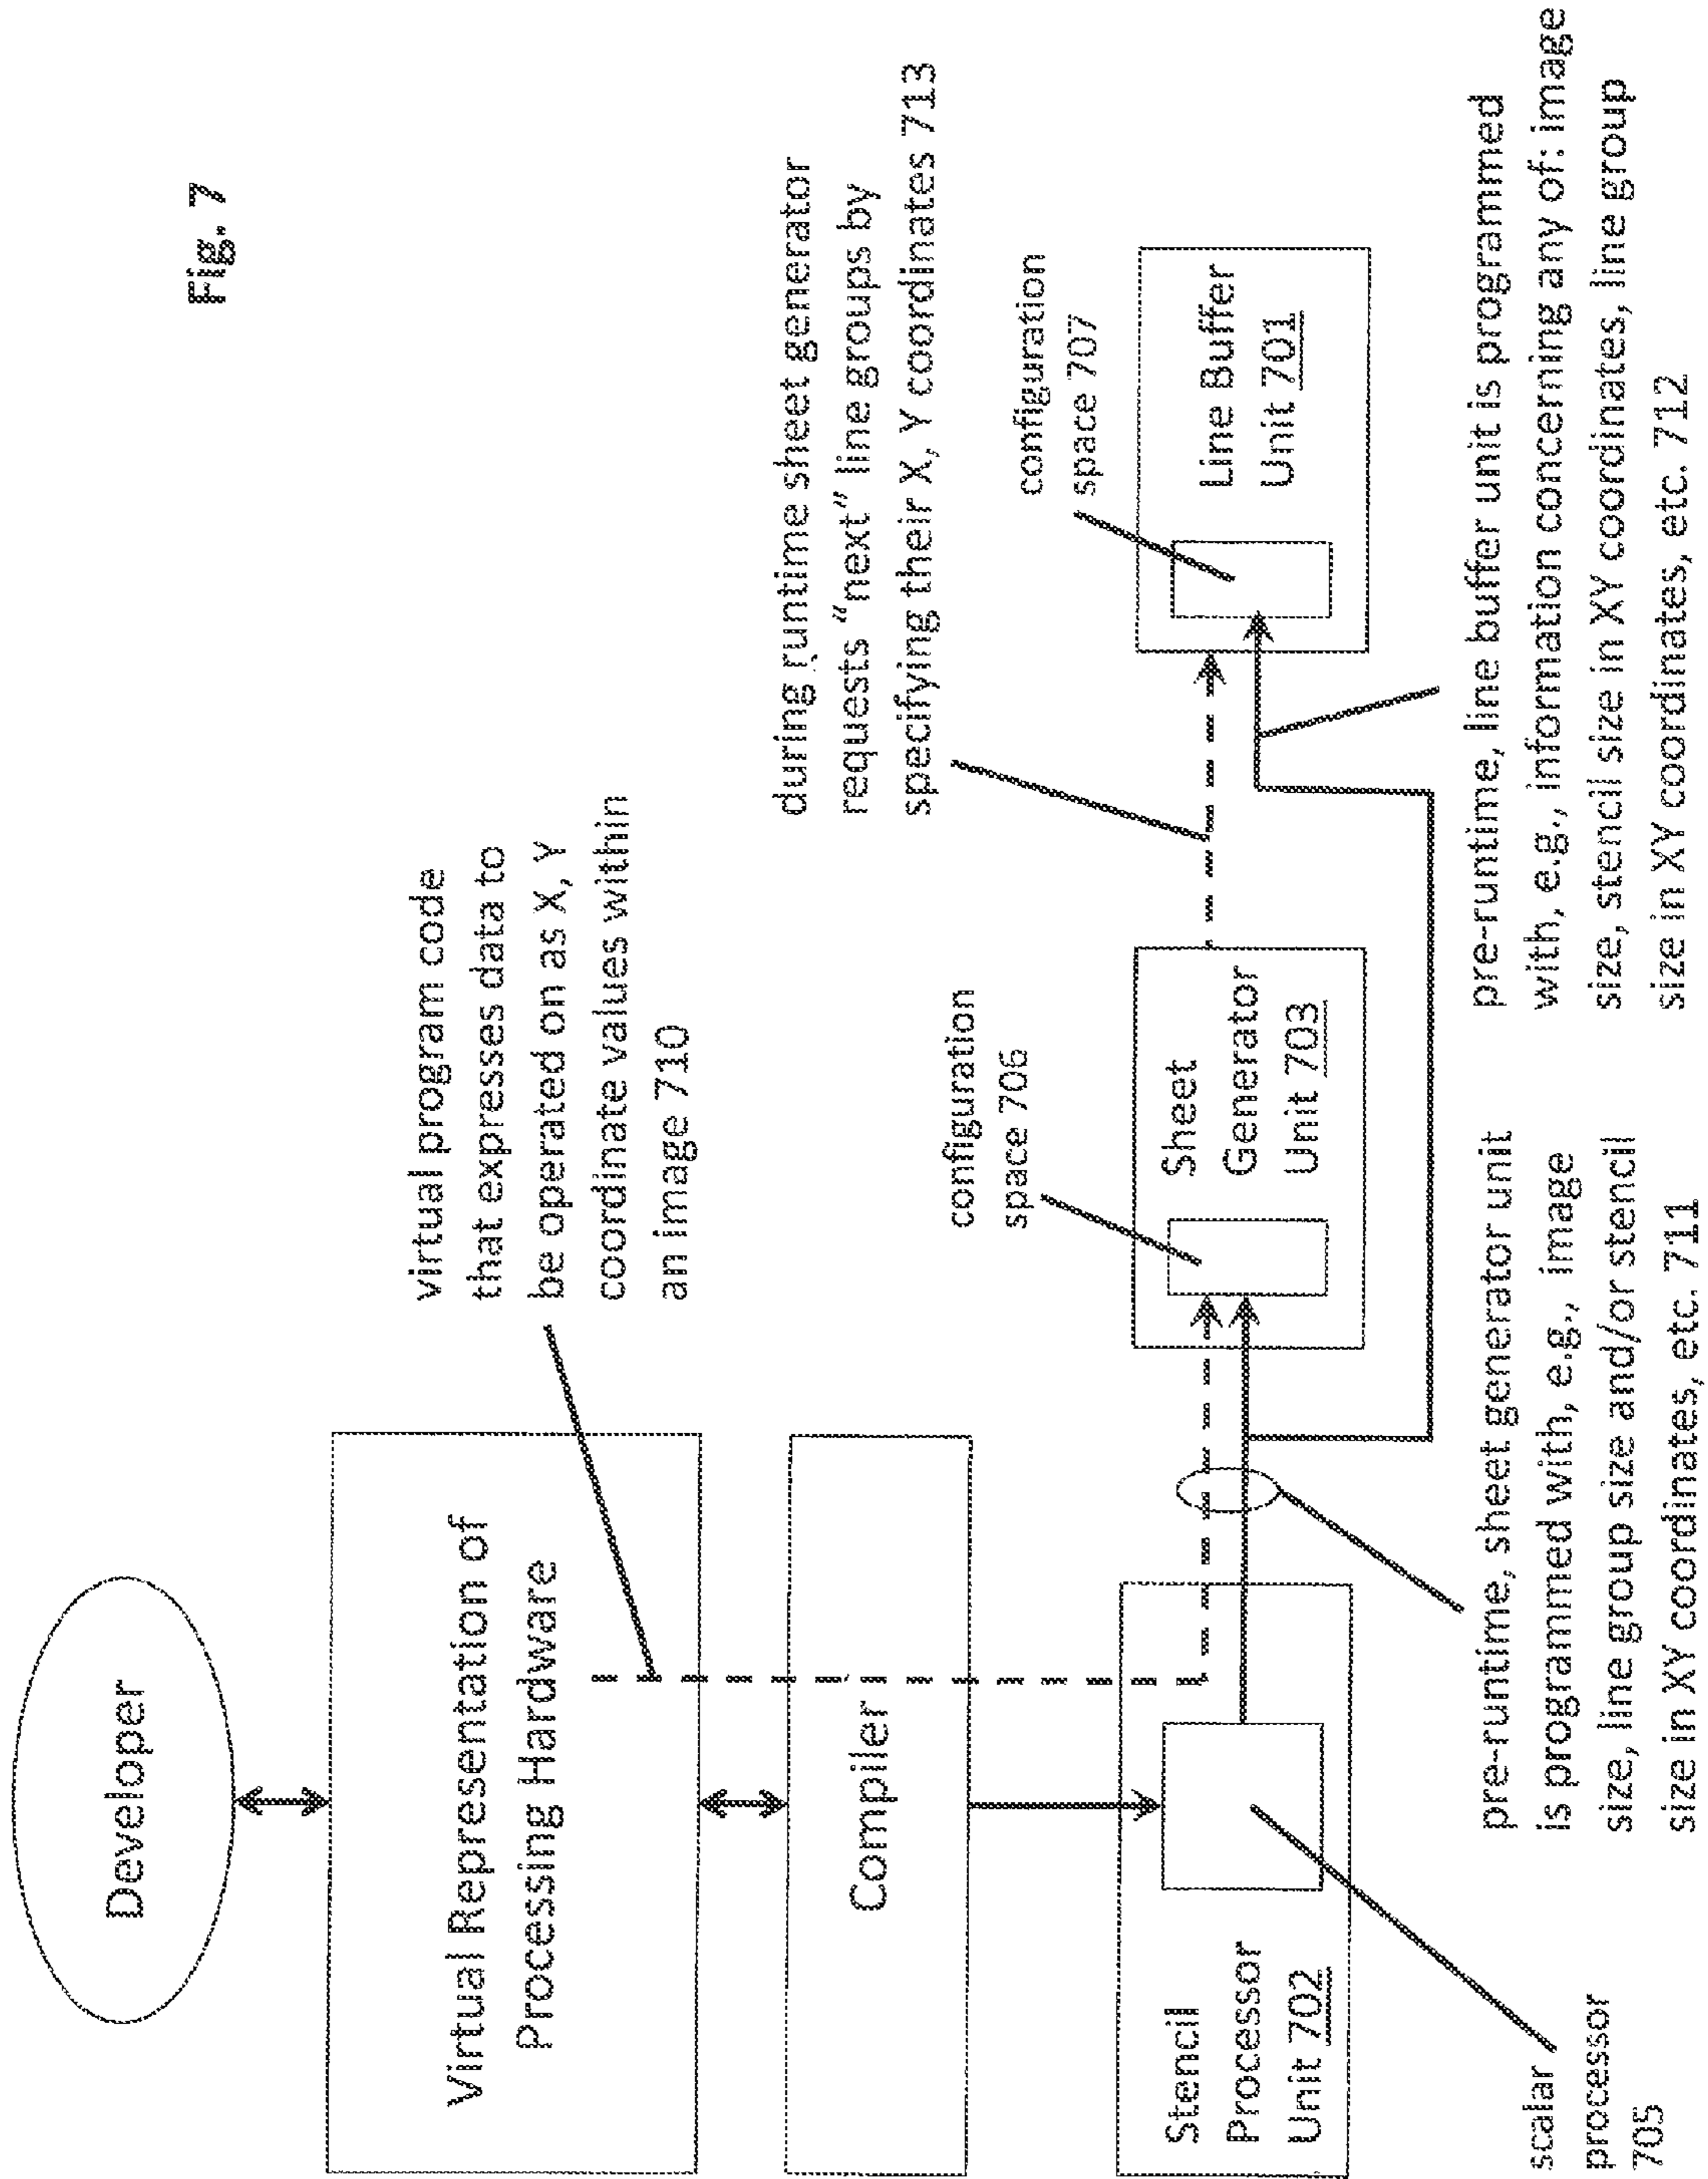 Fig. 7
Developer
Virtual Representation of
Processing Hardware
virtual program code
that expresses data to
be operated on as X, Y
coordinate values within
an image 710
Compiler
during runtime sheet generator
requests "next" line groups by
specifying their X, Y coordinates 713
configuration
space 706
configuration
space 707
Stencil
Processor
Unit 702
Sheet
Generator
Unit 703
Line Buffer
Unit 701
scalar
processor
705
pre-runtime, sheet generator unit
is programmed with, e.g., image
size, line group size and/or stencil
size in XY coordinates, etc. 711
pre-runtime, line buffer unit is programmed
with, e.g., information concerning any of: image
size, stencil size in XY coordinates, line group
size in XY coordinates, etc. 712